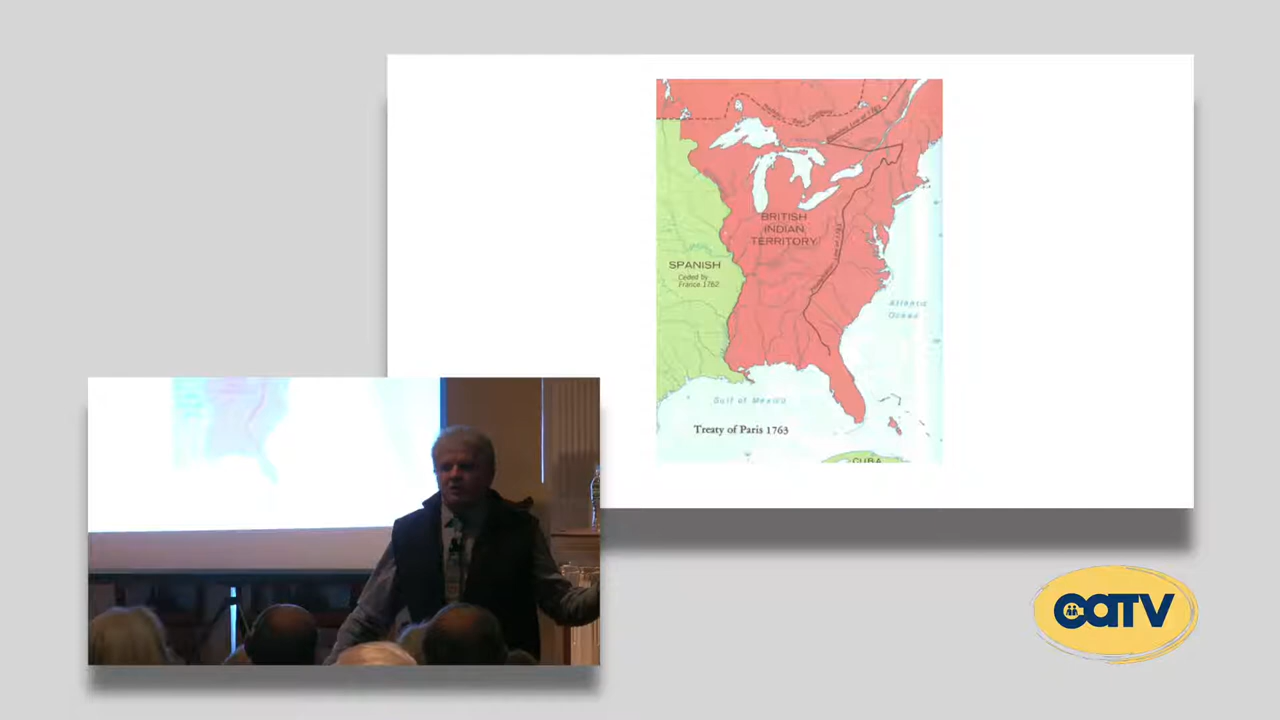 BRITISH
INDIAN
TERRITORY
SPANISH
Ceded by
France 1762
Atlantic
Ocean
Gulf of Mexico
Treaty of Paris 1763
CUBA
CATV